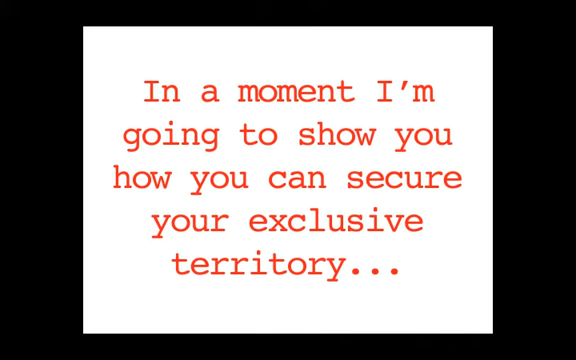 In a moment I’m
going to show you
how you can secure
your exclusive
territory...